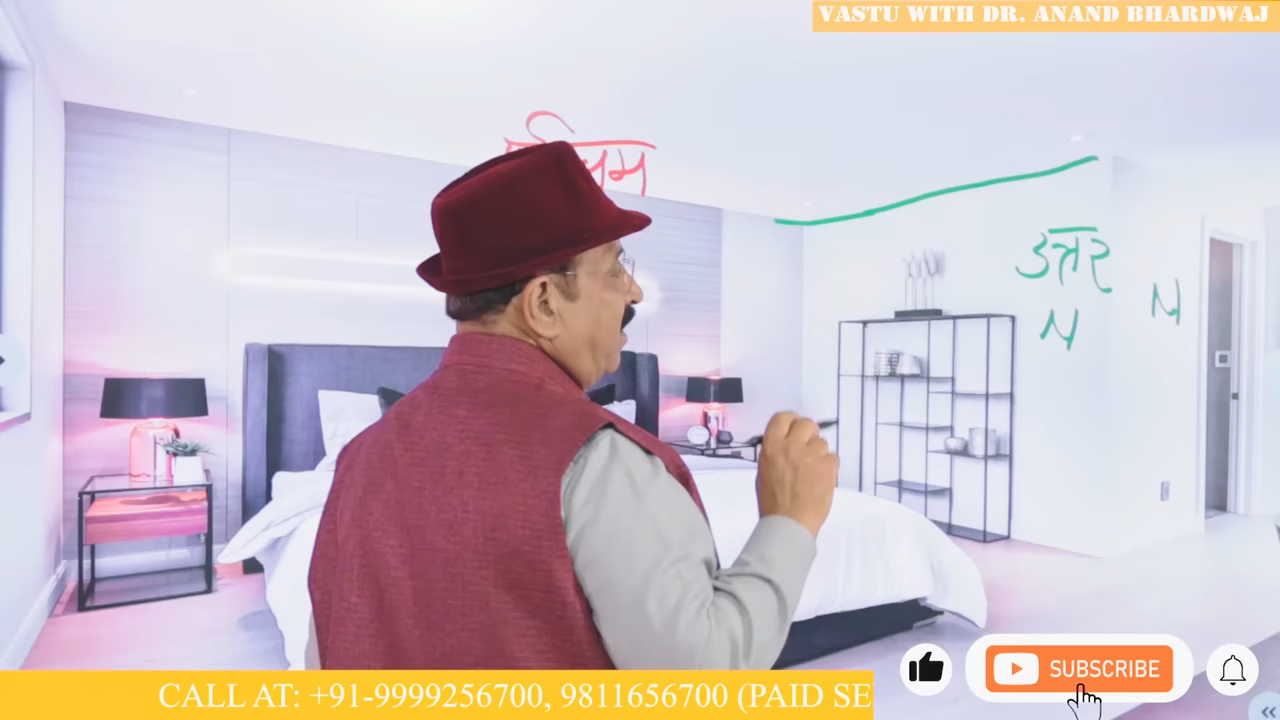 VASTU WITH DR. ANAND BHARDWAJ
उत्तर
N
N
CALL AT: +91-9999256700, 9811656700 (PAID SE
SUBSCRIBE